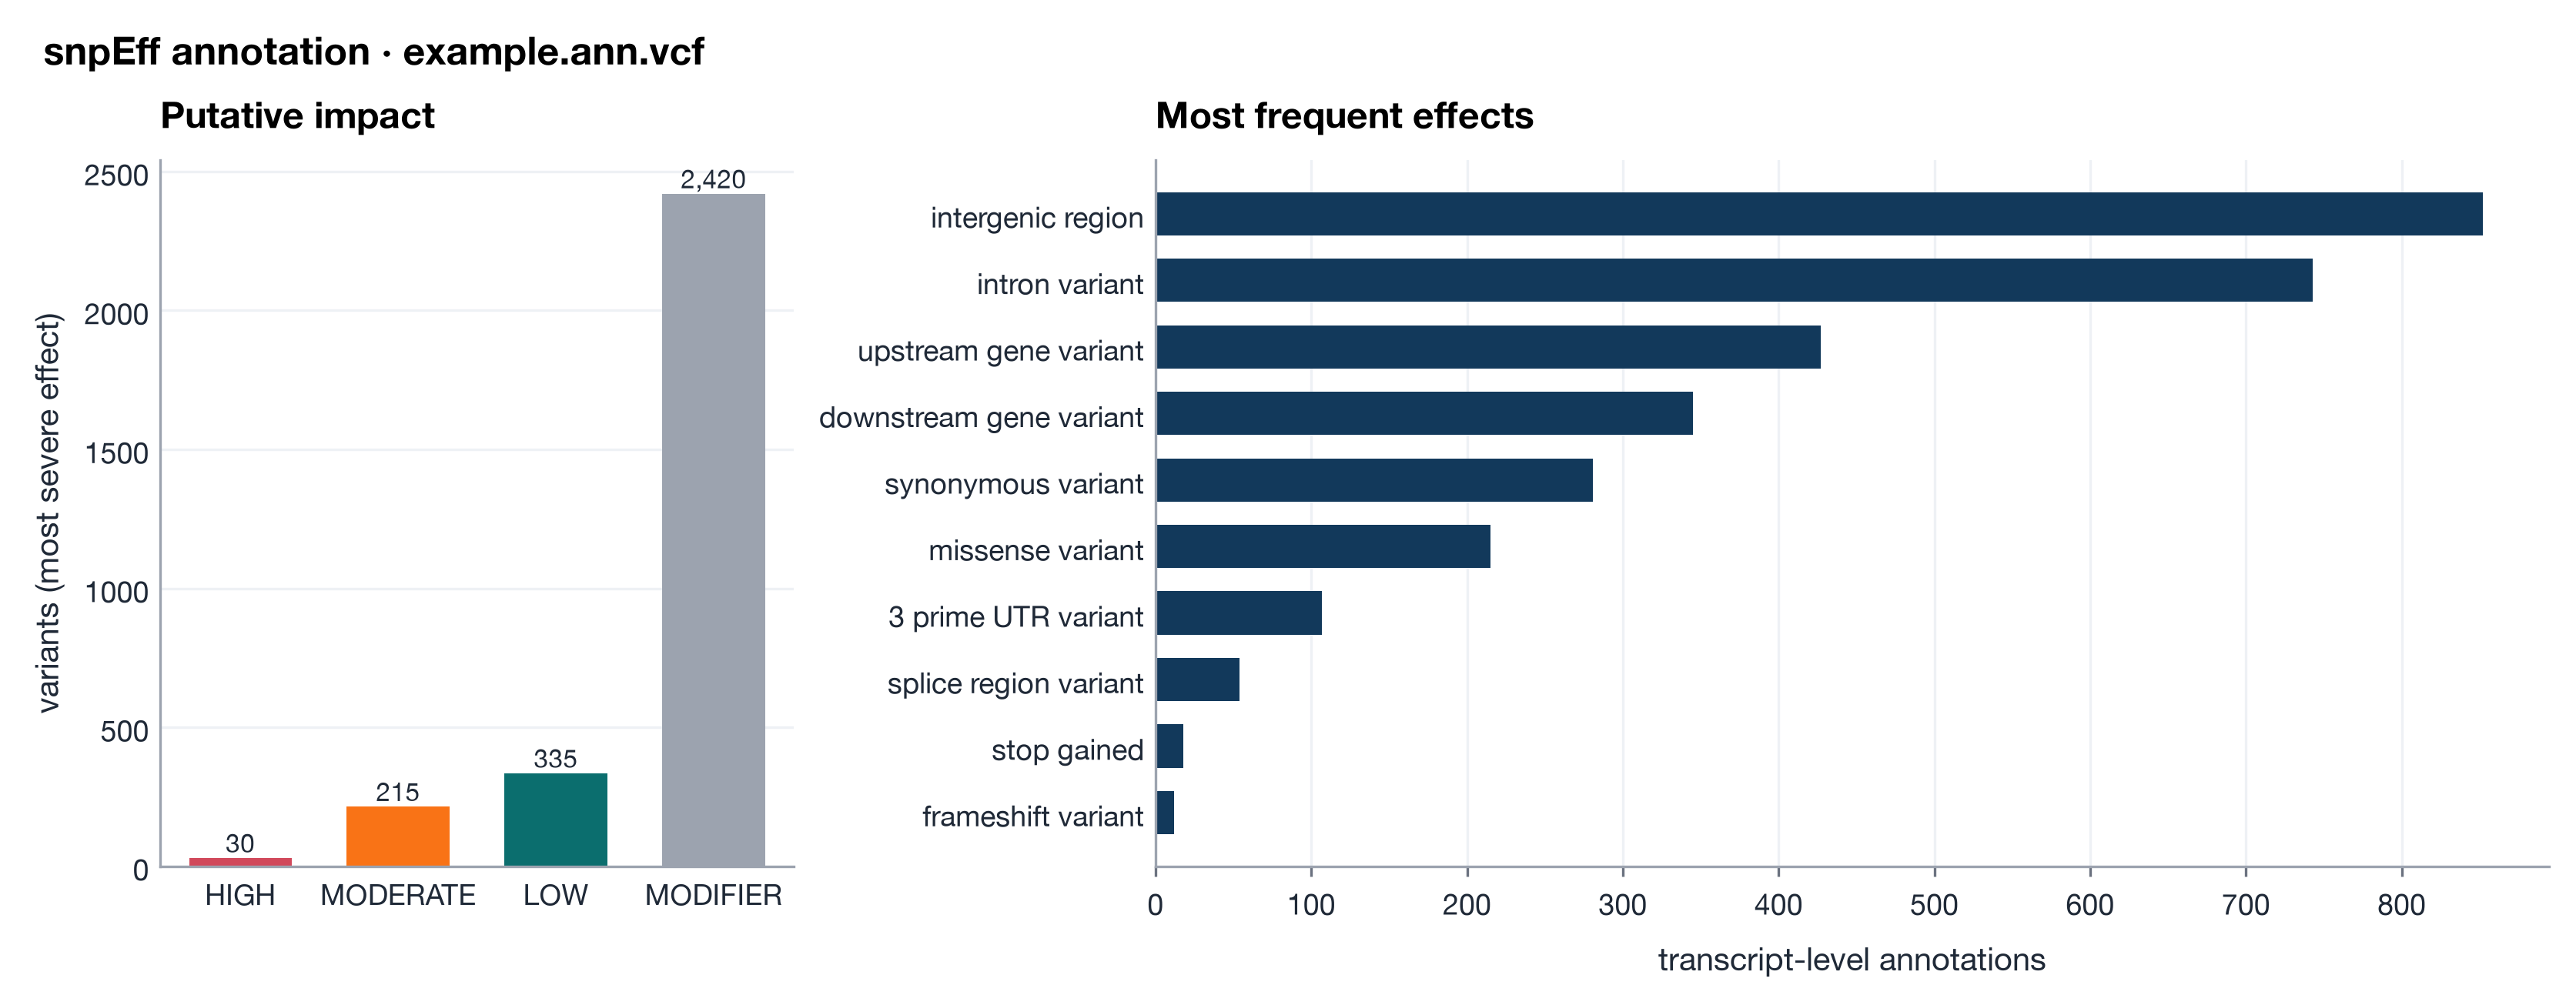 snpEff annotation · example.ann.vcf
Putative impact
variants (most severe effect)
2500
2000
1500
1000
500
0
30
215
335
2,420
HIGH
MODERATE
LOW
MODIFIER
Most frequent effects
intergenic region
intron variant
upstream gene variant
downstream gene variant
synonymous variant
missense variant
3 prime UTR variant
splice region variant
stop gained
frameshift variant
0 100 200 300 400 500 600 700 800
transcript-level annotations